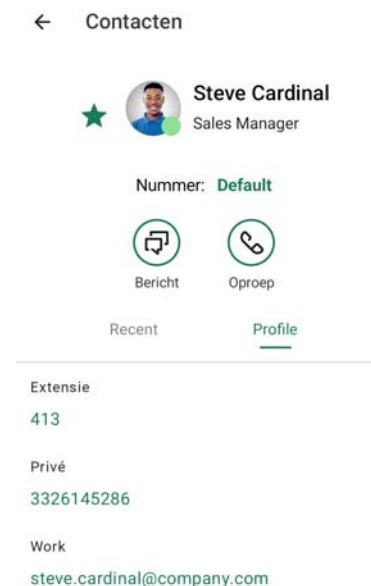 Contacten
Steve Cardinal
Sales Manager
Nummer: Default
Bericht Oproep
Recent Profile
Extensie
413
Privé
3326145286
Work
steve.cardinal@company.com